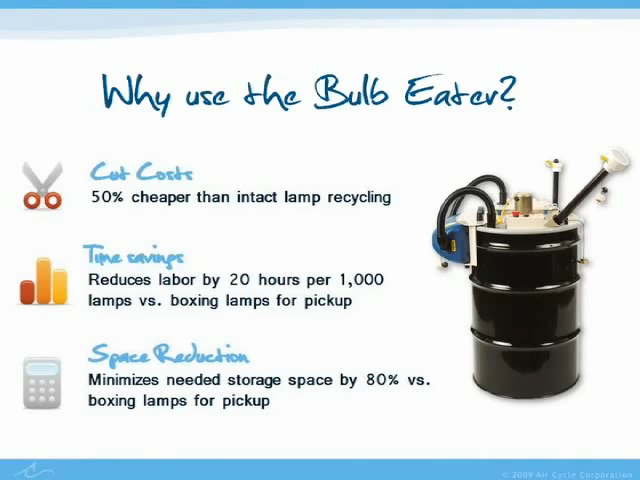 Why use the Bulb Eater?
Cut Costs
50% cheaper than intact lamp recycling
Time savings
Reduces labor by 20 hours per 1,000
lamps vs. boxing lamps for pickup
Space Reduction
Minimizes needed storage space by 80% vs.
boxing lamps for pickup
© 2009 Air Cycle Corporation